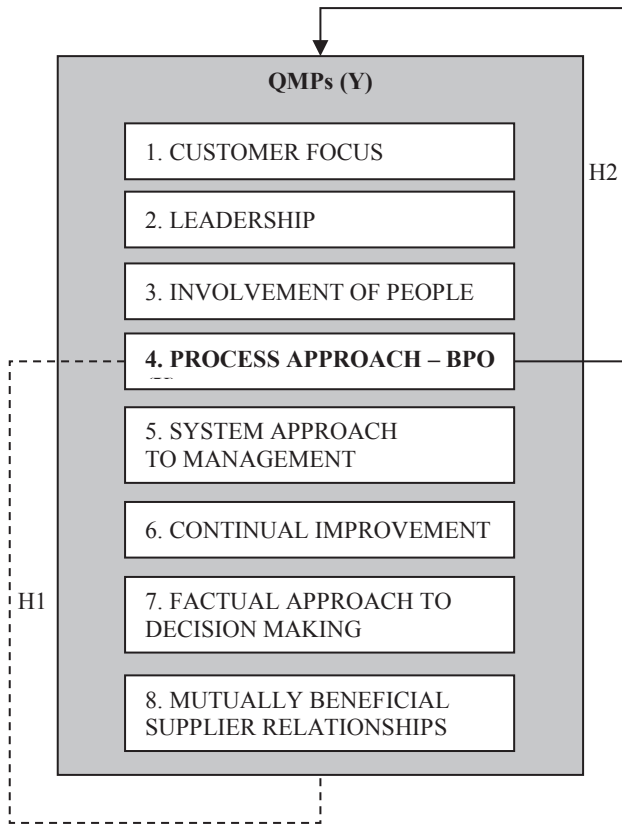 QMPs (Y)
1. CUSTOMER FOCUS
H2
2. LEADERSHIP
3. INVOLVEMENT OF PEOPLE
4. PROCESS APPROACH – BPO
5. SYSTEM APPROACH
TO MANAGEMENT
6. CONTINUAL IMPROVEMENT
H1
7. FACTUAL APPROACH TO
DECISION MAKING
8. MUTUALLY BENEFICIAL
SUPPLIER RELATIONSHIPS